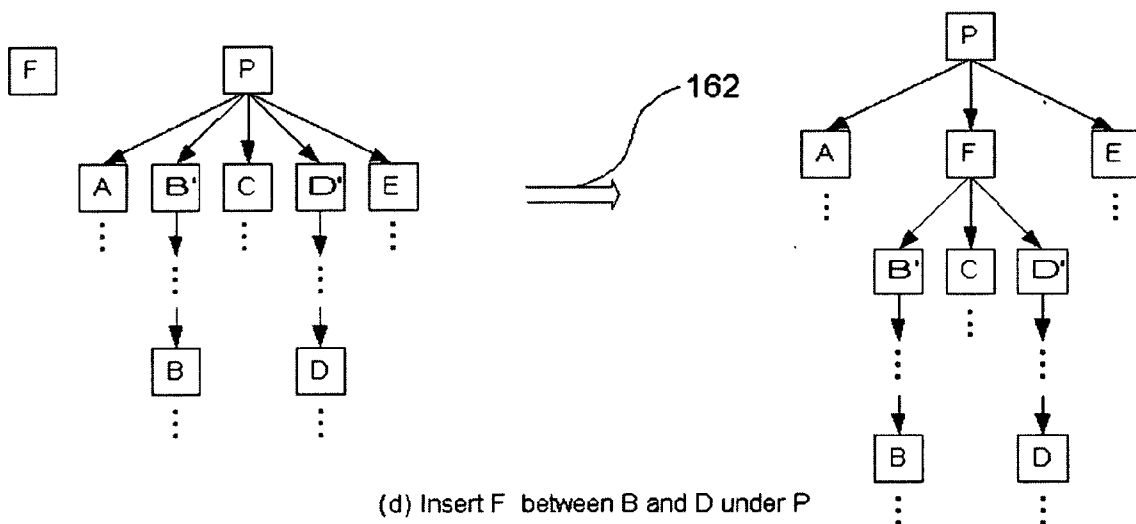 F P
A B' C D' E
B D
162
P
A F E
B' C D'
B D
(d) Insert F between B and D under P